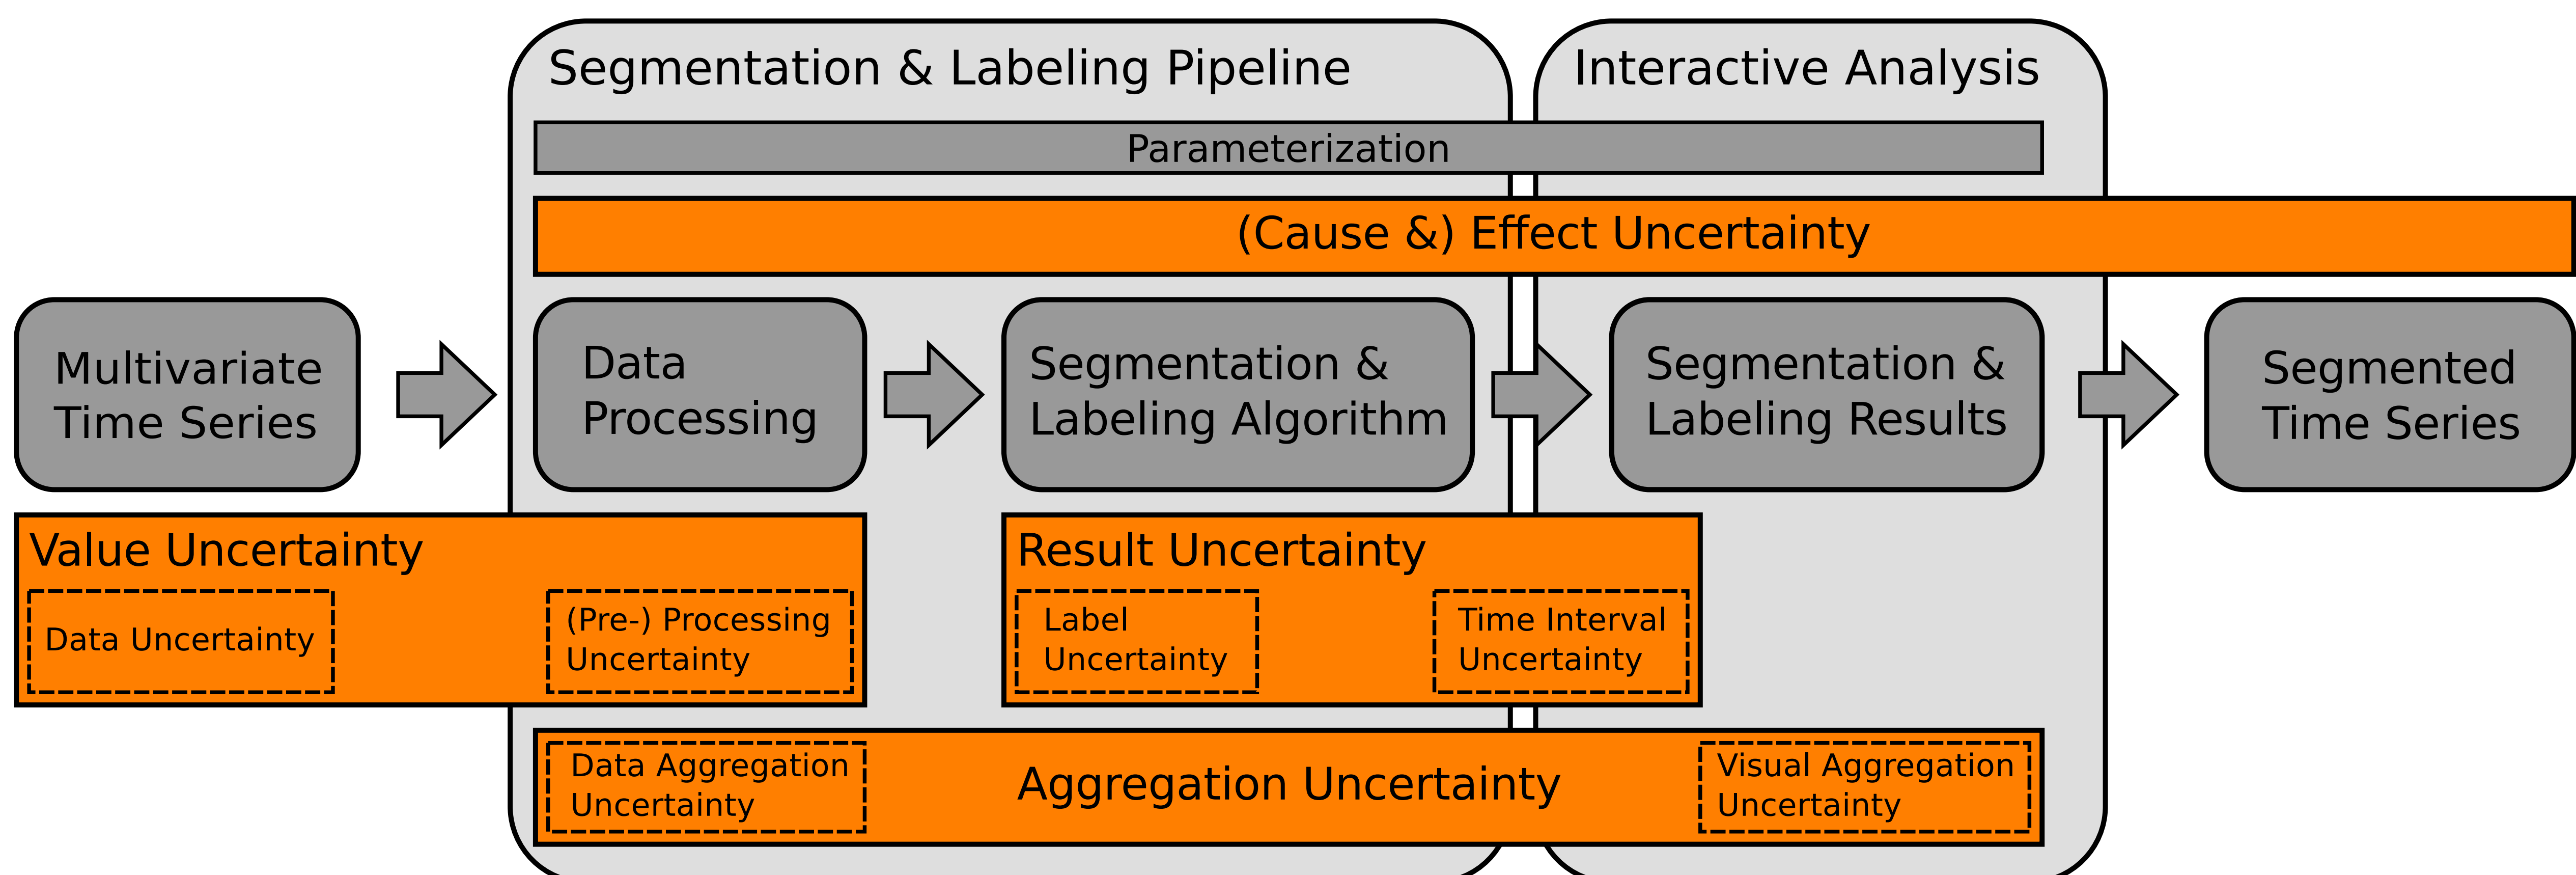 Segmentation & Labeling Pipeline
Interactive Analysis
Parameterization
(Cause &) Effect Uncertainty
Multivariate
Time Series
Data
Processing
Segmentation &
Labeling Algorithm
Segmentation &
Labeling Results
Segmented
Time Series
Value Uncertainty
Data Uncertainty
(Pre-) Processing
Uncertainty
Result Uncertainty
Label
Uncertainty
Time Interval
Uncertainty
Data Aggregation
Uncertainty
Aggregation Uncertainty
Visual Aggregation
Uncertainty